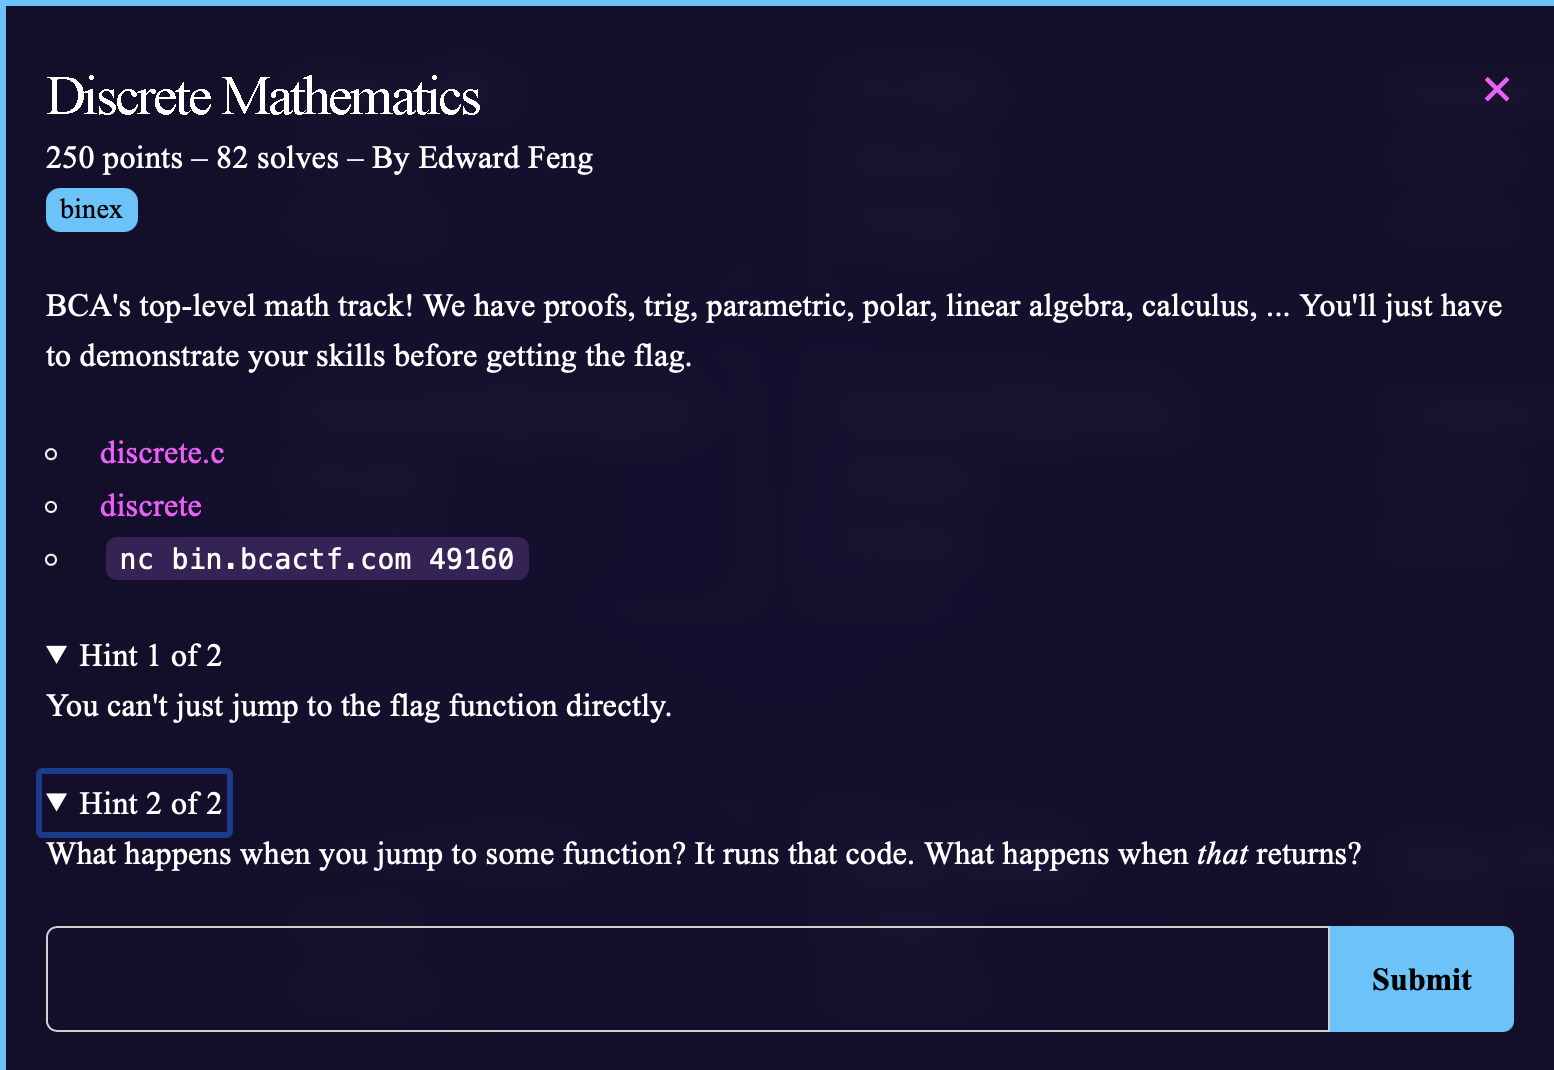 Discrete Mathematics
250 points – 82 solves – By Edward Feng
binex
BCA's top-level math track! We have proofs, trig, parametric, polar, linear algebra, calculus, ... You'll just have
to demonstrate your skills before getting the flag.
discrete.c
discrete
nc bin.bcactf.com 49160
▼ Hint 1 of 2
You can't just jump to the flag function directly.
▼ Hint 2 of 2
What happens when you jump to some function? It runs that code. What happens when that returns?
Submit